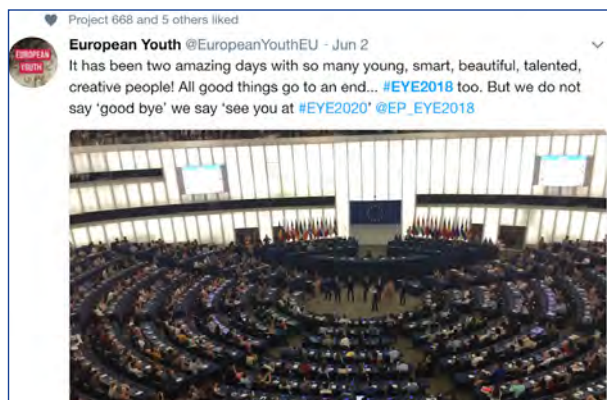 Project 668 and 5 others liked
European Youth @EuropeanYouthEU · Jun 2
EUROPEAN
YOUTH
It has been two amazing days with so many young, smart, beautiful, talented,
creative people! All good things go to an end... #EYE2018 too. But we do not
say ‘good bye’ we say ‘see you at #EYE2020’ @EP_EYE2018